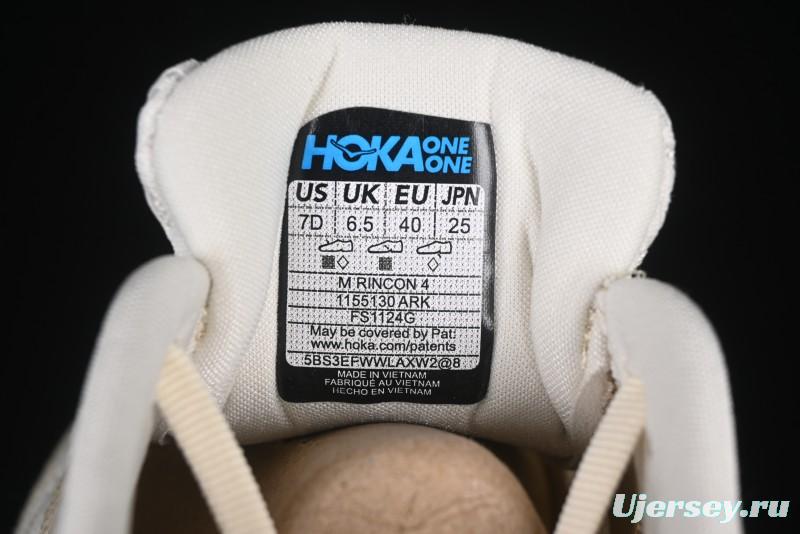 HOKA ONE ONE
US UK EU JPN
7D 6.5 40 25
M RINCON 4
1155130 ARK
FS1124G
May be covered by Pat:
www.hoka.com/patents
5BS3EFWWLAXW2@8
MADE IN VIETNAM
FABRIQUÉ AU VIETNAM
HECHO EN VIETNAM
Ujersey.ru